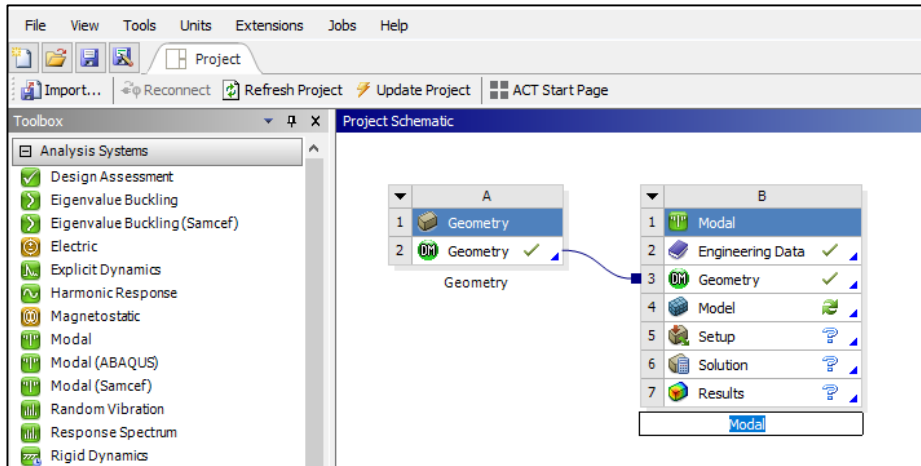 File View Tools Units Extensions Jobs Help
Project
Import... Reconnect Refresh Project Update Project ACT Start Page
Toolbox
Project Schematic
Analysis Systems
Design Assessment
Eigenvalue Buckling
Eigenvalue Buckling (Samcef)
Electric
Explicit Dynamics
Harmonic Response
Magnetostatic
Modal
Modal (ABAQUS)
Modal (Samcef)
Random Vibration
Response Spectrum
Rigid Dynamics
A
1 Geometry
2 DM Geometry
Geometry
B
1 Modal
2 Engineering Data
3 DM Geometry
4 Model
5 Setup
6 Solution
7 Results
Modal